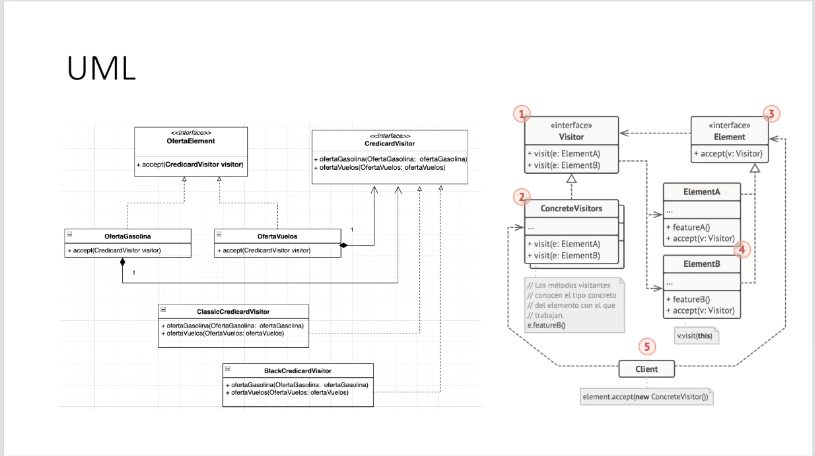 UML
<<interface>>
OfertaElement
+ accept(CredicardVisitor visitor)
<<interface>>
CredicardVisitor
+ ofertaGasolina(OfertaGasolina: ofertaGasolina)
+ ofertaVuelos(OfertaVuelos: ofertaVuelos)
OfertaGasolina
+ accept(CredicardVisitor visitor)
OfertaVuelos
+ accept(CredicardVisitor visitor)
1
1
ClassicCredicardVisitor
+ ofertaGasolina(OfertaGasolina: ofertaGasolina)
+ ofertaVuelos(OfertaVuelos: ofertaVuelos)
BlackCredicardVisitor
+ ofertaGasolina(OfertaGasolina: ofertaGasolina)
+ ofertaVuelos(OfertaVuelos: ofertaVuelos)
1
«interface»
Visitor
+ visit(e: ElementA)
+ visit(e: ElementB)
3
«interface»
Element
+ accept(v: Visitor)
2
ConcreteVisitors
...
+ visit(e: ElementA)
+ visit(e: ElementB)
// Los métodos visitantes
// conocen el tipo concreto
// del elemento con el que
// trabajan.
e.featureB()
ElementA
...
+ featureA()
+ accept(v: Visitor)
4
ElementB
...
+ featureB()
+ accept(v: Visitor)
v.visit(this)
5
Client
element.accept(new ConcreteVisitor())